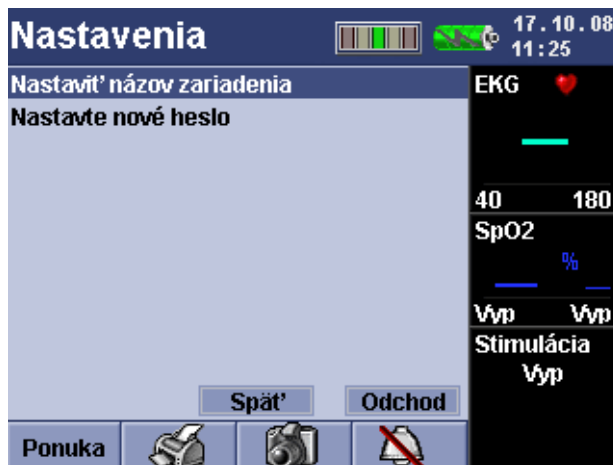 Nastavenia
17.10.08
11:25
Nastaviť názov zariadenia
Nastavte nové heslo
Späť
Odchod
Ponuka
EKG
40 180
SpO2
%
Vyp Vyp
Stimulácia
Vyp